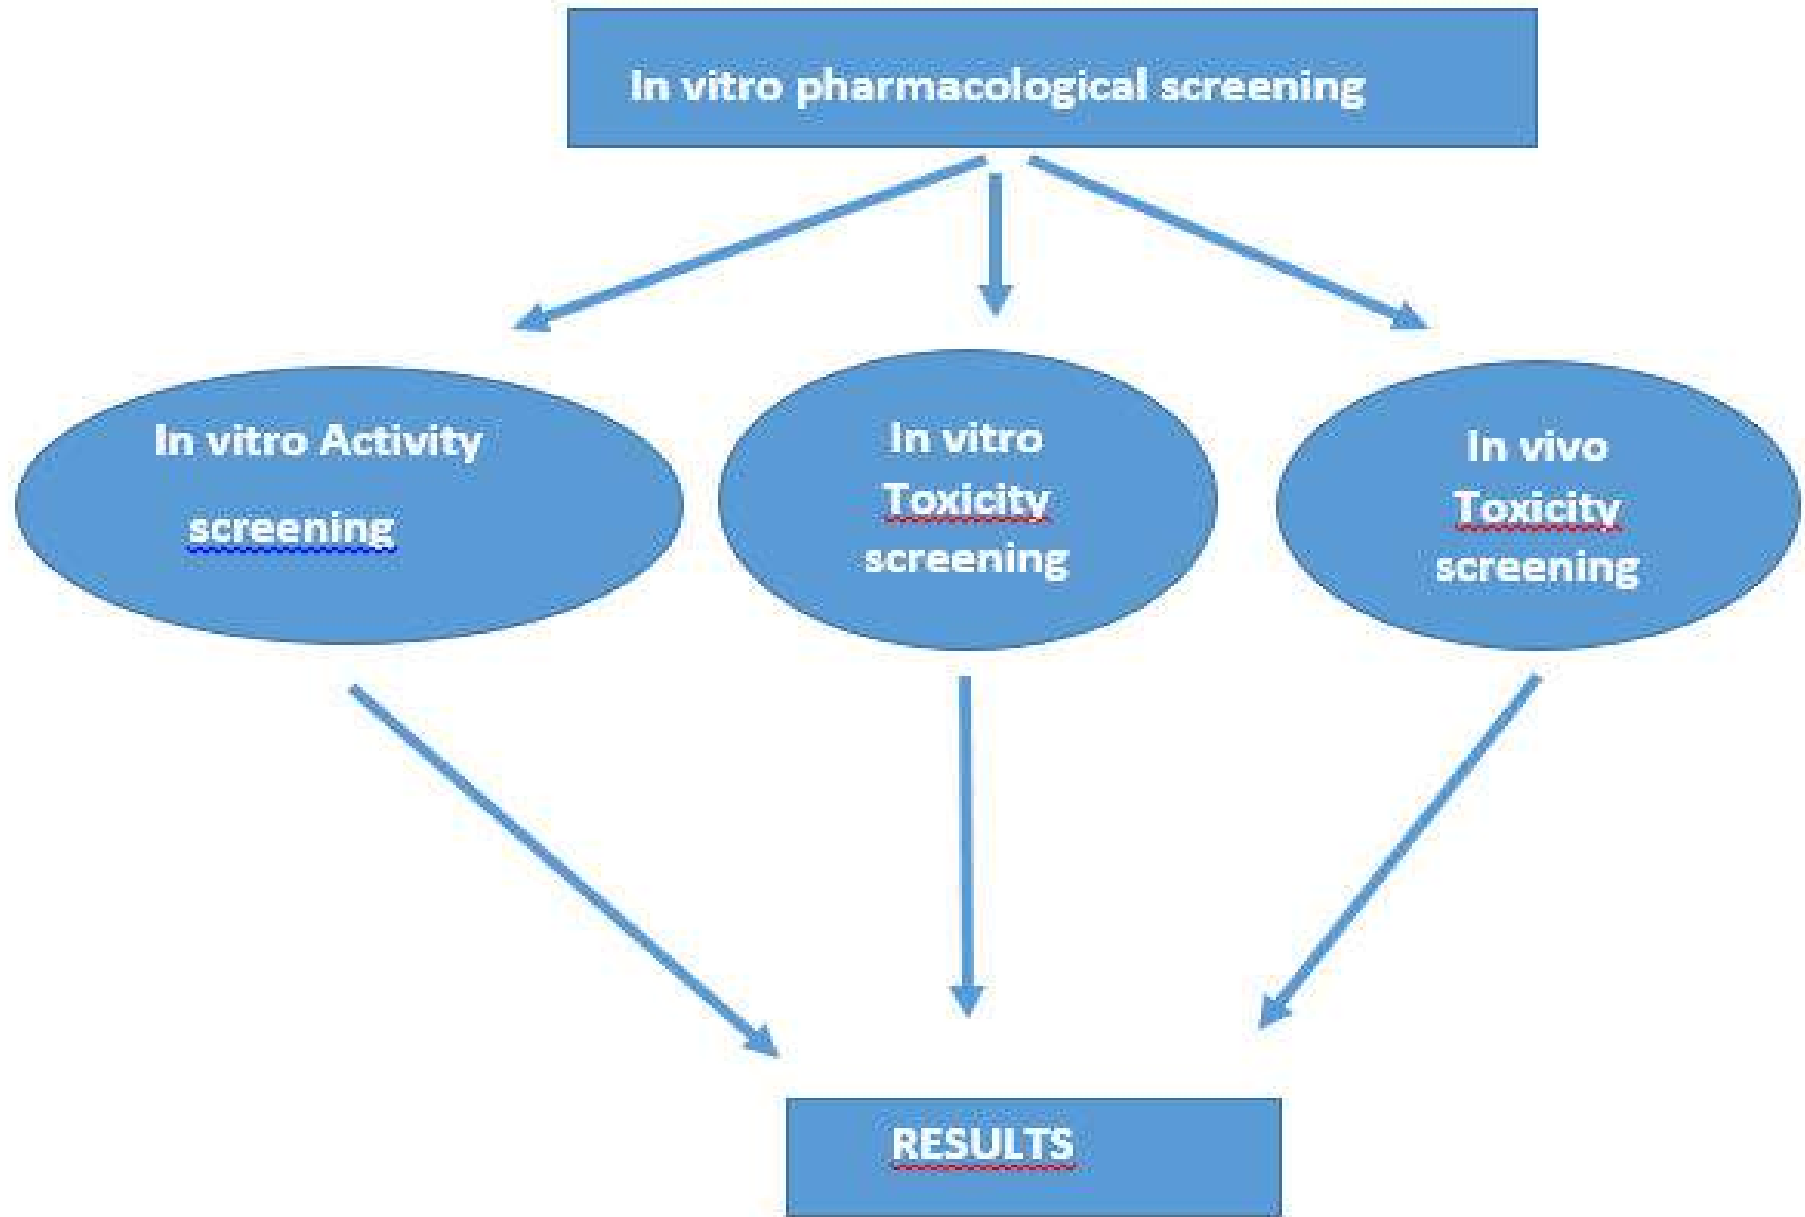 In vitro pharmacological screening
In vitro Activity
screening
In vitro
Toxicity
screening
In vivo
Toxicity
screening
RESULTS